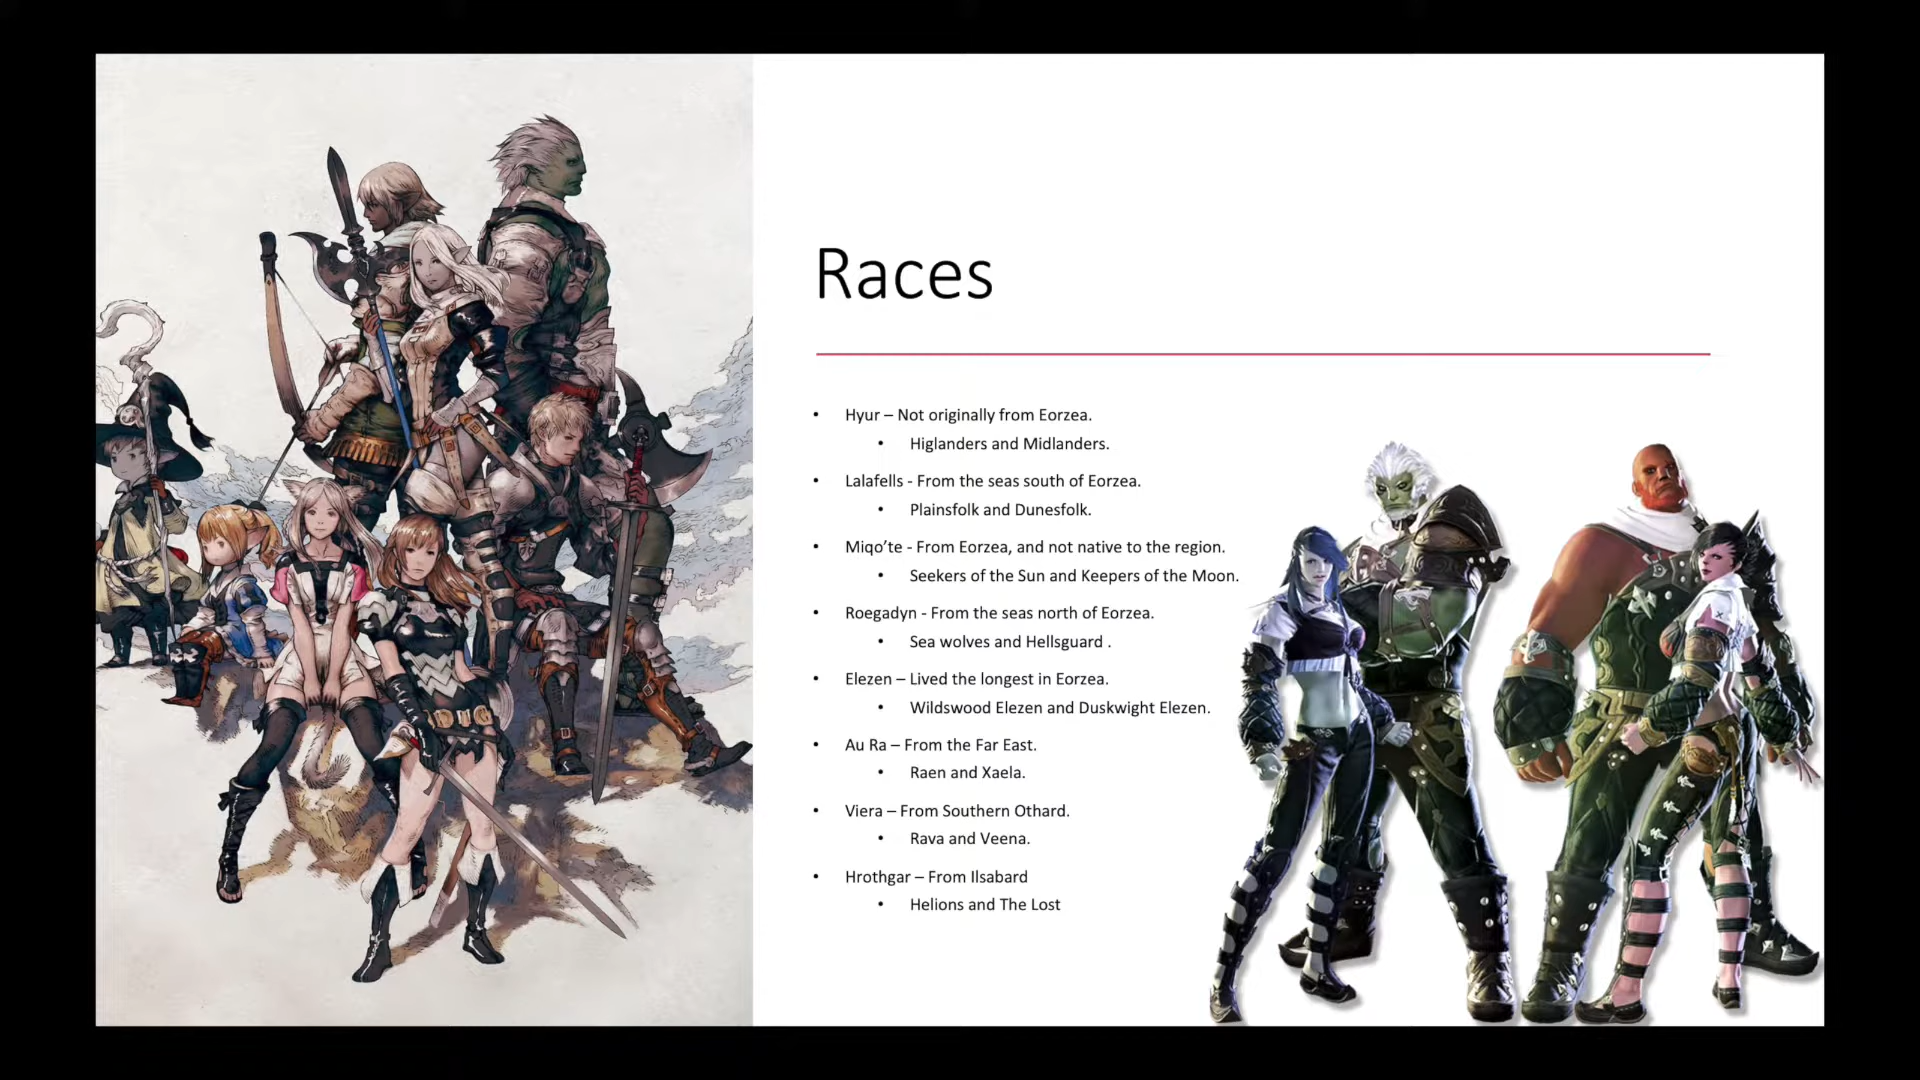 Races
• Hyur – Not originally from Eorzea.
• Higlanders and Midlanders.
• Lalafells - From the seas south of Eorzea.
• Plainsfolk and Dunesfolk.
• Miqo’te - From Eorzea, and not native to the region.
• Seekers of the Sun and Keepers of the Moon.
• Roegadyn - From the seas north of Eorzea.
• Sea wolves and Hellsguard .
• Elezen – Lived the longest in Eorzea.
• Wildswood Elezen and Duskwight Elezen.
• Au Ra – From the Far East.
• Raen and Xaela.
• Viera – From Southern Othard.
• Rava and Veena.
• Hrothgar – From Ilsabard
• Helions and The Lost